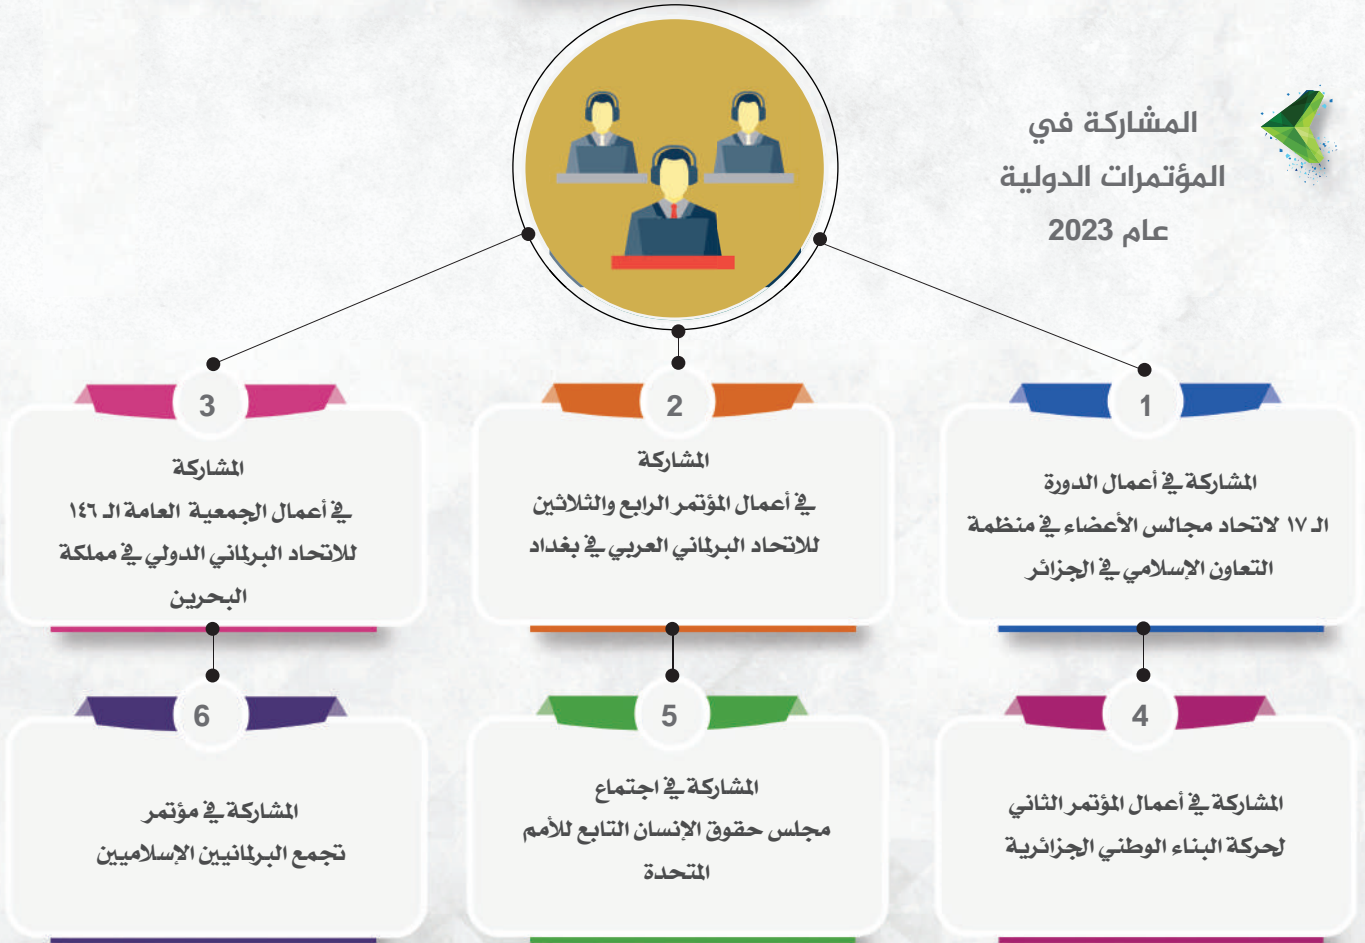 المشاركة في
المؤتمرات الدولية
عام 2023
1
المشاركة في أعمال الدورة
الـ ١٧ لاتحاد مجالس الأعضاء في منظمة
التعاون الإسلامي في الجزائر
2
المشاركة
في أعمال المؤتمر الرابع والثلاثين
للاتحاد البرلماني العربي في بغداد
3
المشاركة
في أعمال الجمعية العامة الـ ١٤٦
للاتحاد البرلماني الدولي في مملكة
البحرين
4
المشاركة في أعمال المؤتمر الثاني
لحركة البناء الوطني الجزائرية
5
المشاركة في اجتماع
مجلس حقوق الإنسان التابع للأمم
المتحدة
6
المشاركة في مؤتمر
تجمع البرلمانيين الإسلاميين